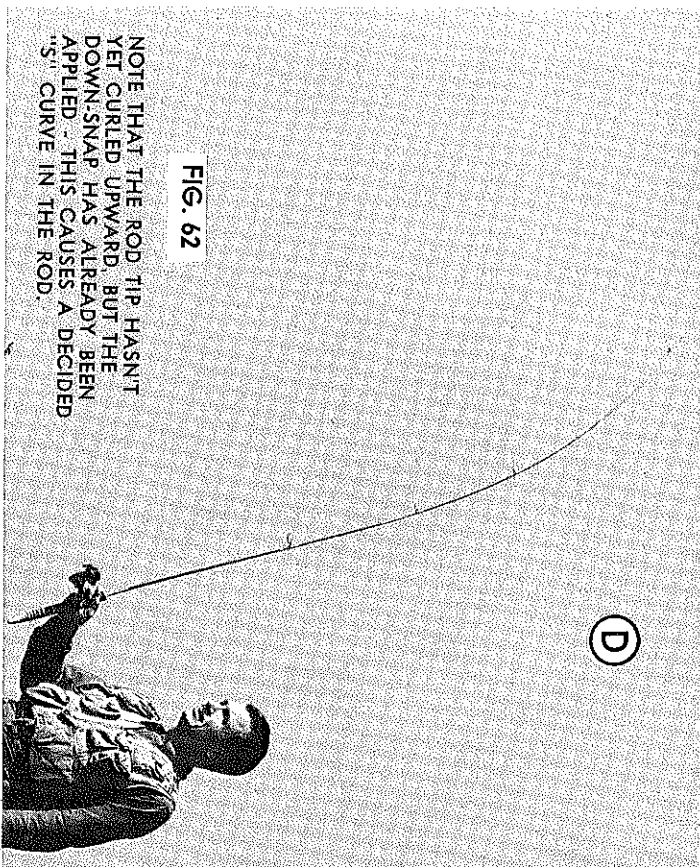 D
FIG. 62
NOTE THAT THE ROD TIP HASN'T
YET CURLED UPWARD, BUT THE
DOWN-SNAP HAS ALREADY BEEN
APPLIED - THIS CAUSES A DECIDED
"S" CURVE IN THE ROD.